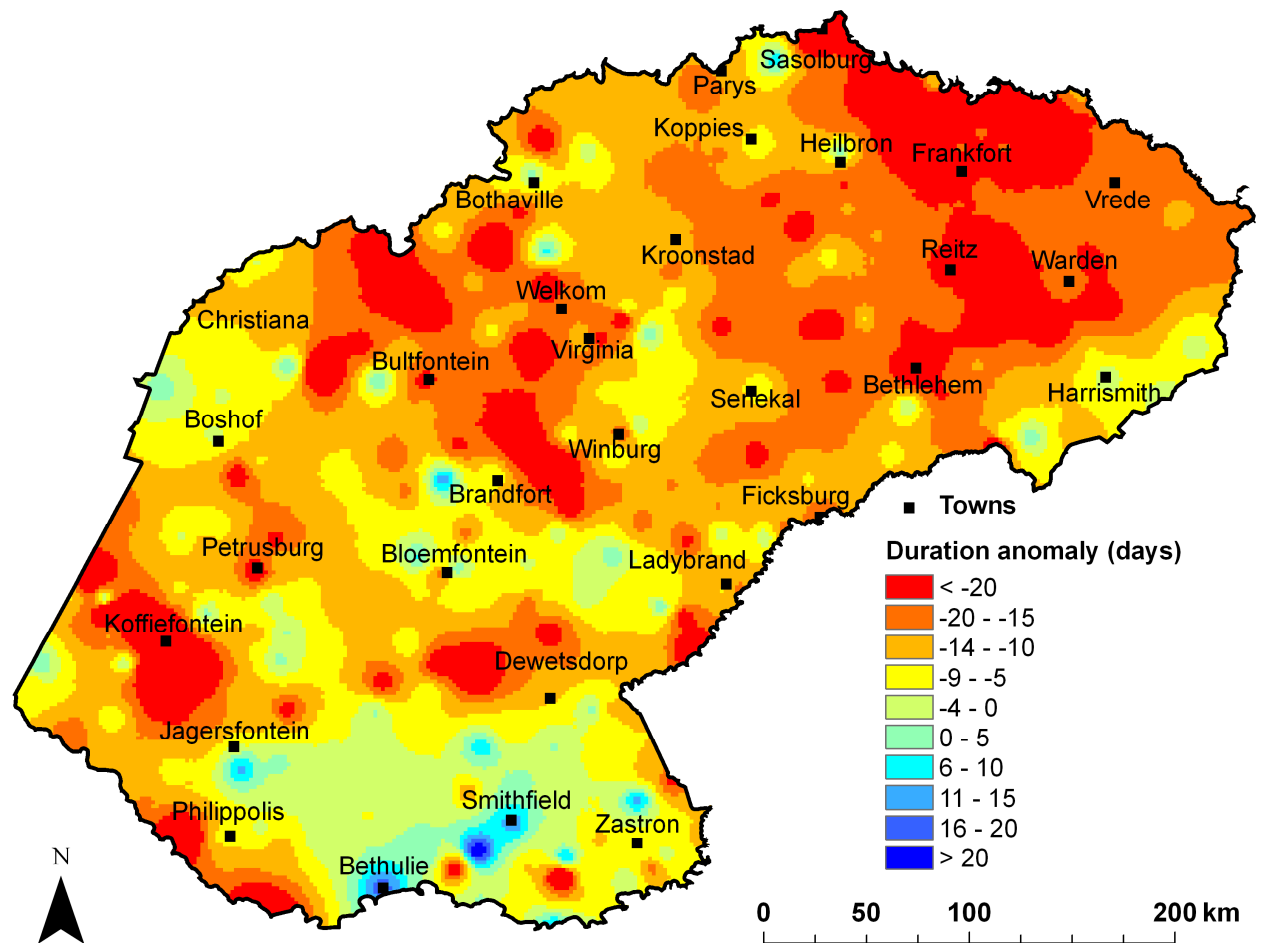 Sasolburg
Parys
Koppies
Heilbron
Frankfort
Bothaville
Vrede
Kroonstad
Reitz
Warden
Welkom
Christiana
Virginia
Bultfontein
Senekal
Bethlehem
Harrismith
Boshof
Winburg
Brandfort
Ficksburg
Petrusburg
Bloemfontein
Ladybrand
Koffiefontein
Dewetsdorp
Jagersfontein
Philippolis
Smithfield
Zastron
Bethulie
Towns
Duration anomaly (days)
< -20
-20 - -15
-14 - -10
-9 - -5
-4 - 0
0 - 5
6 - 10
11 - 15
16 - 20
> 20
N
0 50 100 200 km